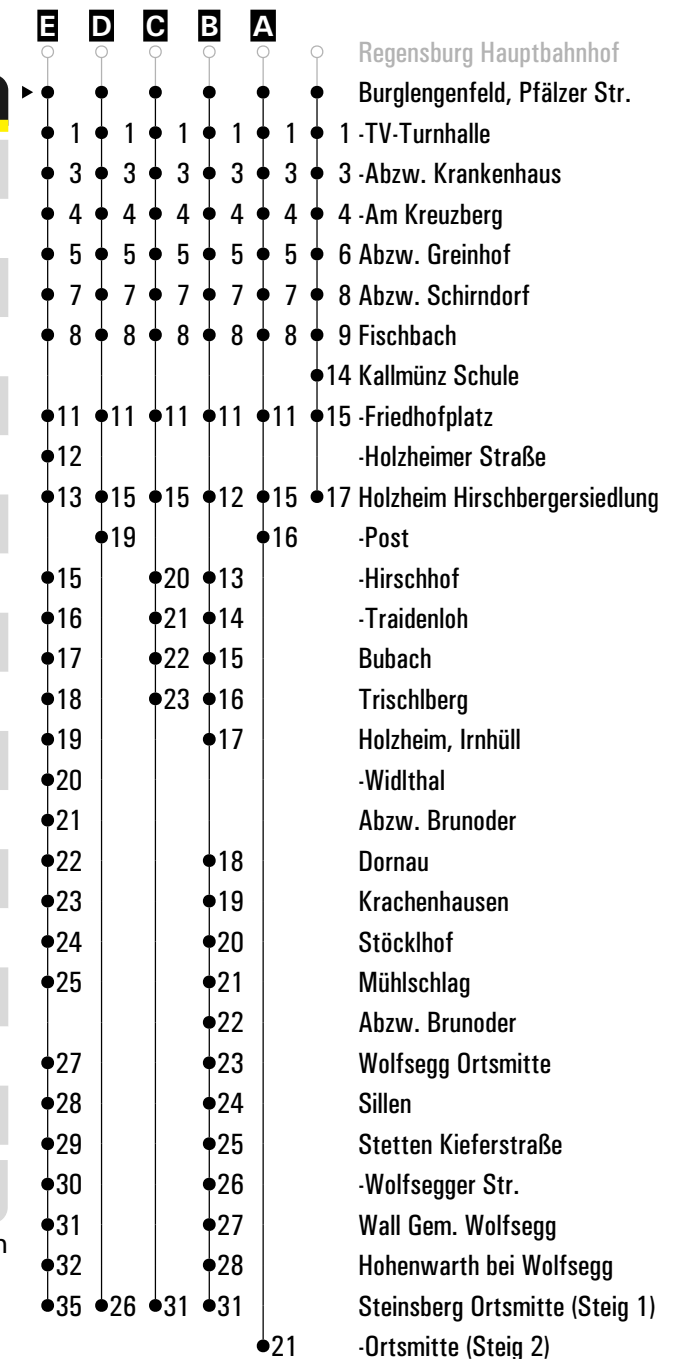 E D C B A
Regensburg Hauptbahnhof
Burglengenfeld, Pfälzer Str.
1 1 1 1 1 1 -TV-Turnhalle
3 3 3 3 3 3 -Abzw. Krankenhaus
4 4 4 4 4 4 -Am Kreuzberg
5 5 5 5 5 6 Abzw. Greinhof
7 7 7 7 7 8 Abzw. Schirndorf
8 8 8 8 8 9 Fischbach
14 Kallmünz Schule
11 11 11 11 11 15 -Friedhofplatz
12 -Holzheimer Straße
13 15 15 12 15 17 Holzheim Hirschbergersiedlung
19 16 -Post
15 20 13 -Hirschhof
16 21 14 -Traidenloh
17 22 15 Bubach
18 23 16 Trischlberg
19 17 Holzheim, Irnhüll
20 -Widlthal
21 Abzw. Brunoder
22 18 Dornau
23 19 Krachenhausen
24 20 Stöcklhof
25 21 Mühlschlag
22 Abzw. Brunoder
27 23 Wolfsegg Ortsmitte
28 24 Sillen
29 25 Stetten Kieferstraße
30 26 -Wolfsegger Str.
31 27 Wall Gem. Wolfsegg
32 28 Hohenwarth bei Wolfsegg
35 26 31 31 Steinsberg Ortsmitte (Steig 1)
21 -Ortsmitte (Steig 2)